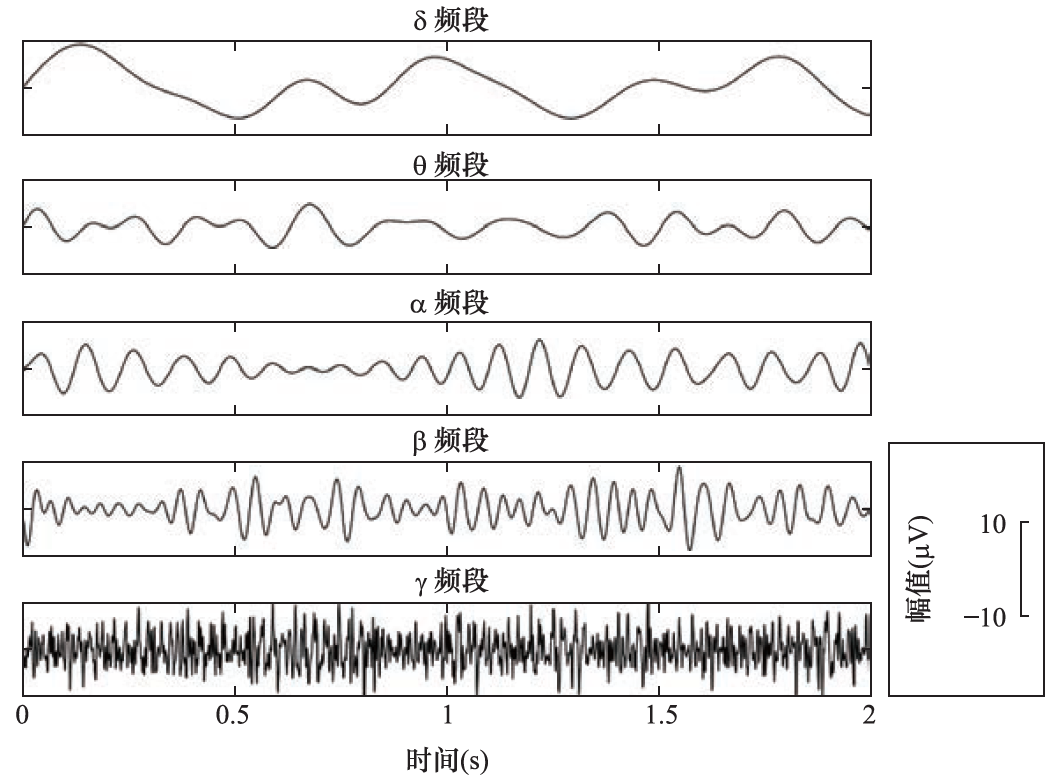 δ 频段
θ 频段
α 频段
β 频段
γ 频段
0 0.5 1 1.5 2
时间(s)
幅值(μV)
10
−10